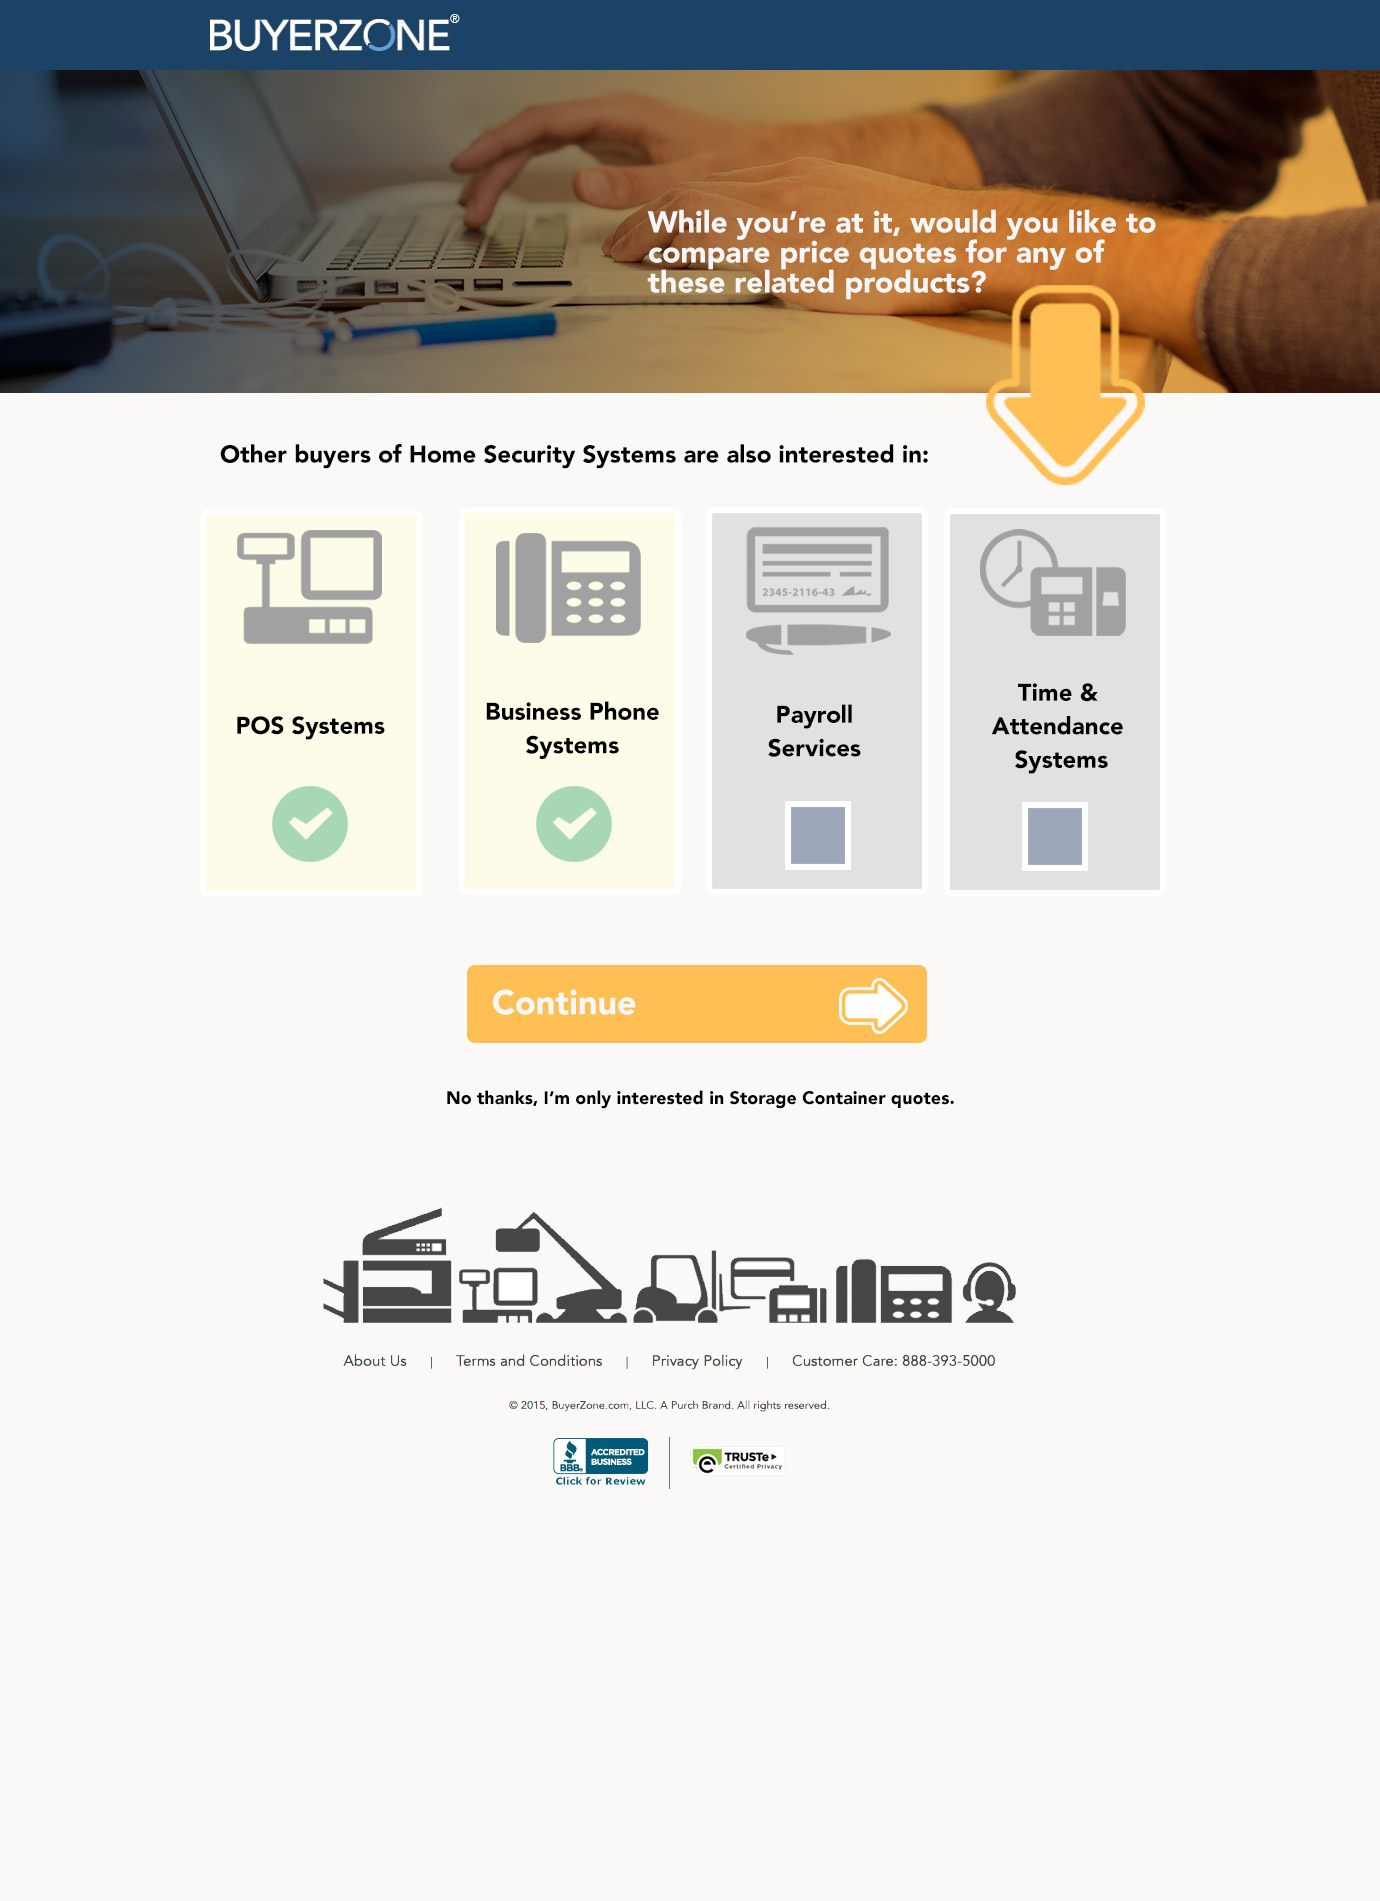 BUYERZONE®
While you're at it, would you like to
compare price quotes for any of
these related products?
Other buyers of Home Security Systems are also interested in:
POS Systems
Business Phone
Systems
2345-2116-43
Payroll
Services
Time &
Attendance
Systems
Continue
No thanks, I'm only interested in Storage Container quotes.
About Us | Terms and Conditions | Privacy Policy | Customer Care: 888-393-5000
© 2015, BuyerZone.com, LLC. A Purch Brand. All rights reserved.
BBB.
ACCREDITED
BUSINESS
Click for Review
TRUSTe
Certified Privacy